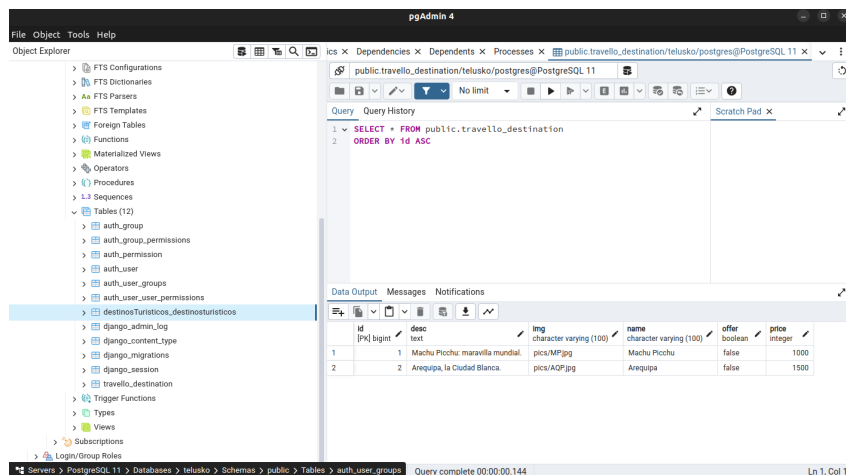 pgAdmin 4
File Object Tools Help
Object Explorer
FTS Configurations
FTS Dictionaries
Aa FTS Parsers
FTS Templates
Foreign Tables
Functions
Materialized Views
Operators
Procedures
1..3 Sequences
Tables (12)
auth_group
auth_group_permissions
auth_permission
auth_user
auth_user_groups
auth_user_user_permissions
destinosTuristicos_destinosturisticos
django_admin_log
django_content_type
django_migrations
django_session
travello_destination
Trigger Functions
Types
Views
Subscriptions
Login/Group Roles
Servers > PostgreSQL 11 > Databases > telusko > Schemas > public > Tables > auth_user_groups
ics × Dependencies × Dependents × Processes × public.travello_destination/telusko/postgres@PostgreSQL 11 ×
public.travello_destination/telusko/postgres@PostgreSQL 11
No limit
Query Query History
Scratch Pad ×
1 SELECT * FROM public.travello_destination
2 ORDER BY id ASC
Data Output Messages Notifications
id desc img name offer price
[PK] bigint text character varying (100) character varying (100) boolean integer
1 1 Machu Picchu: maravilla mundial. pics/MP.jpg Machu Picchu false 1000
2 2 Arequipa, la Ciudad Blanca. pics/AQP.jpg Arequipa false 1500
Query complete 00:00:00.144
Ln 1, Col 1